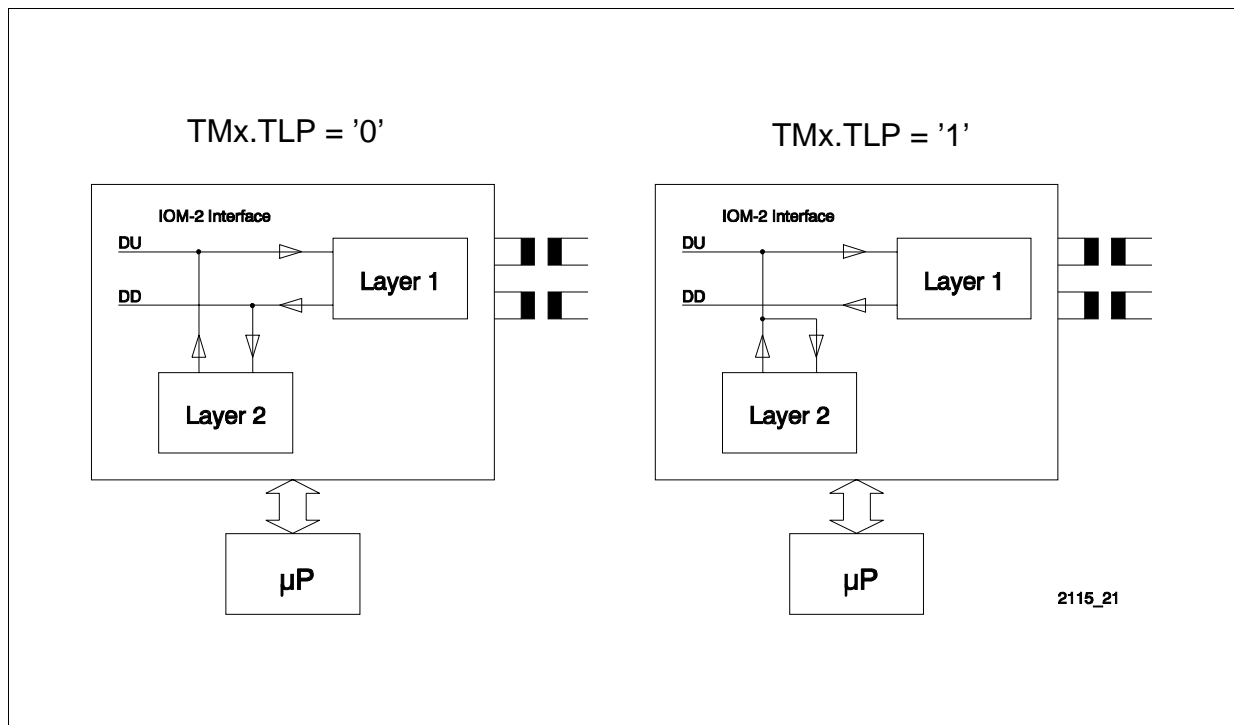 TMx.TLP = ’0’
IOM-2 Interface
DU
Layer 1
DD
Layer 2
µP
TMx.TLP = ’1’
IOM-2 Interface
DU
Layer 1
DD
Layer 2
µP
2115_21